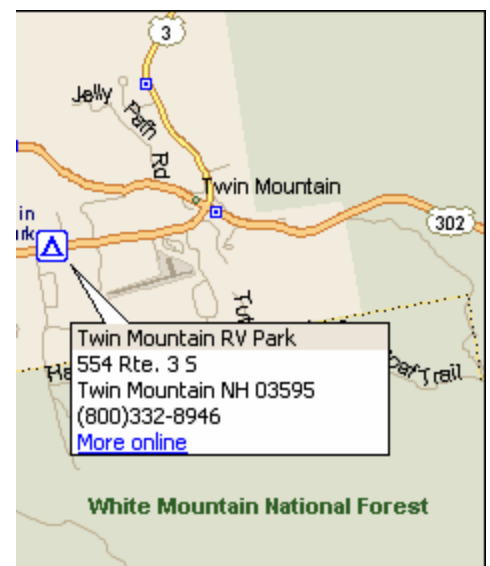 3
Jelly
Path
Rd
Twin Mountain
in
302
Twin Mountain RV Park
554 Rte. 3 S
Twin Mountain NH 03595
(800)332-8946
More online
Trail
White Mountain National Forest